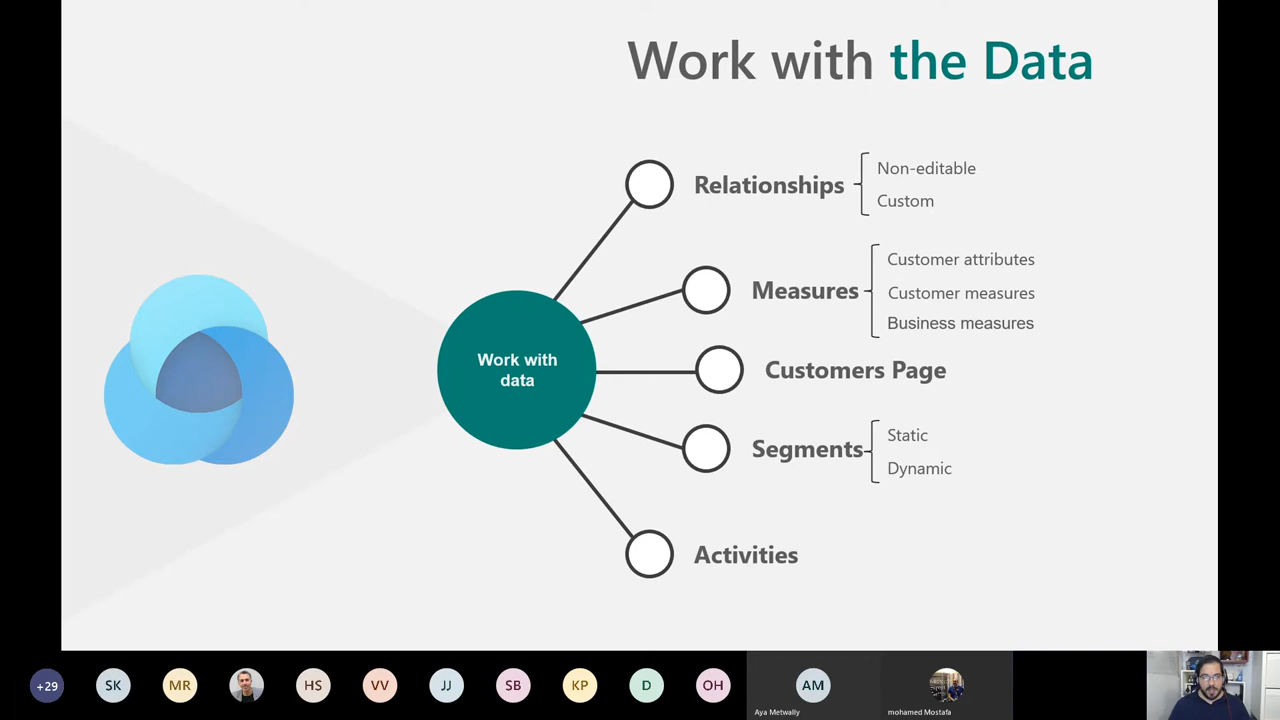 Work with the Data
Relationships
Non-editable
Custom
Measures
Customer attributes
Customer measures
Business measures
Work with
data
Customers Page
Segments
Static
Dynamic
Activities
+29
SK
MR
HS
VV
JJ
SB
KP
D
OH
AM
Aya Metwally
mohamed Mostafa